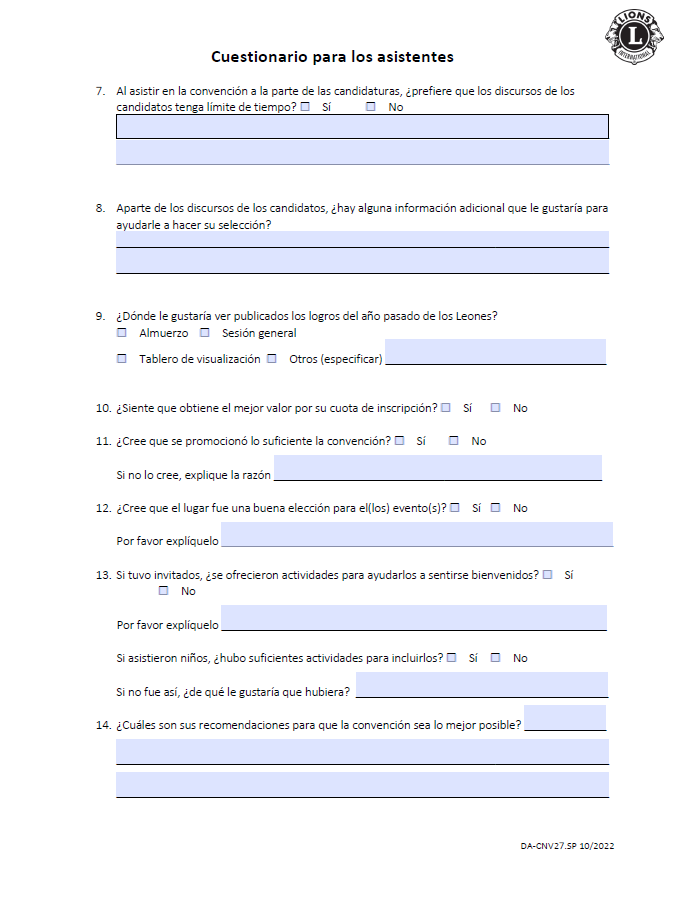 LIONS
L
INTERNATIONAL
Cuestionario para los asistentes
7. Al asistir en la convención a la parte de las candidaturas, ¿prefiere que los discursos de los
candidatos tenga límite de tiempo? ☐ Sí ☐ No
8. Aparte de los discursos de los candidatos, ¿hay alguna información adicional que le gustaría para
ayudarle a hacer su selección?
9. ¿Dónde le gustaría ver publicados los logros del año pasado de los Leones?
☐ Almuerzo ☐ Sesión general
☐ Tablero de visualización ☐ Otros (especificar)
10. ¿Siente que obtiene el mejor valor por su cuota de inscripción? ☐ Sí ☐ No
11. ¿Cree que se promocionó lo suficiente la convención? ☐ Sí ☐ No
Si no lo cree, explique la razón
12. ¿Cree que el lugar fue una buena elección para el(los) evento(s)? ☐ Sí ☐ No
Por favor explíquelo
13. Si tuvo invitados, ¿se ofrecieron actividades para ayudarlos a sentirse bienvenidos? ☐ Sí
☐ No
Por favor explíquelo
Si asistieron niños, ¿hubo suficientes actividades para incluirlos? ☐ Sí ☐ No
Si no fue así, ¿de qué le gustaría que hubiera?
14. ¿Cuáles son sus recomendaciones para que la convención sea lo mejor posible?
DA-CNV27.SP 10/2022